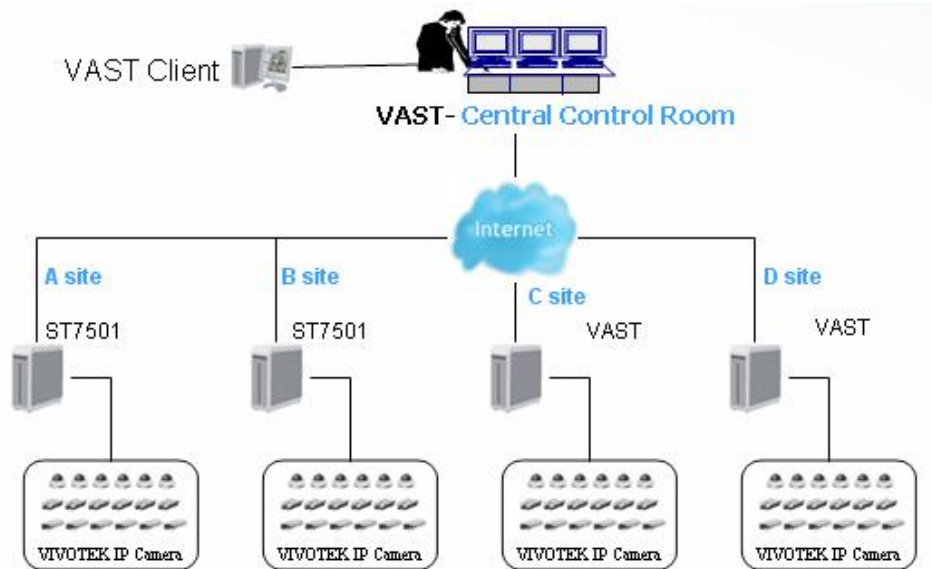 VAST Client
VAST- Central Control Room
Internet
A site
B site
C site
D site
ST7501
ST7501
VAST
VAST
VIVOTEK IP Camera
VIVOTEK IP Camera
VIVOTEK IP Camera
VIVOTEK IP Camera